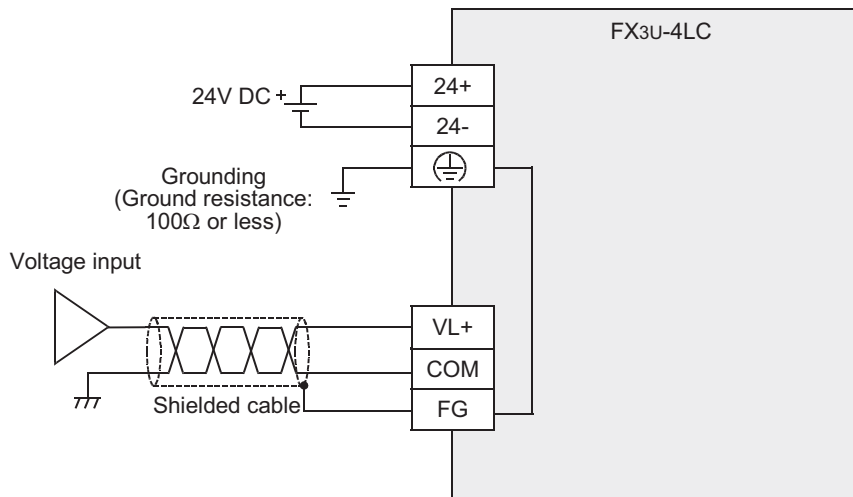 FX3U-4LC
24V DC +
24+
24-
Grounding
(Ground resistance:
100Ω or less)
Voltage input
VL+
COM
FG
Shielded cable